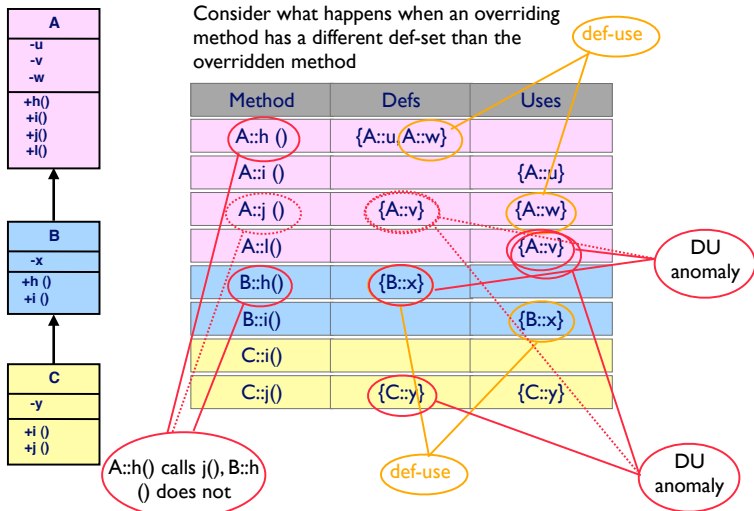 Consider what happens when an overriding
method has a different def-set than the
overridden method
def-use
A
-u
-v
-w
+h()
+i()
+j()
+l()
B
-x
+h ()
+i ()
C
-y
+i ()
+j ()
Method Defs Uses
A::h () {A::u, A::w}
A::i () {A::u}
A::j () {A::v} {A::w}
A::l() {A::v}
B::h() {B::x}
B::i() {B::x}
C::i()
C::j() {C::y} {C::y}
DU
anomaly
A::h() calls j(), B::h
() does not
def-use
DU
anomaly